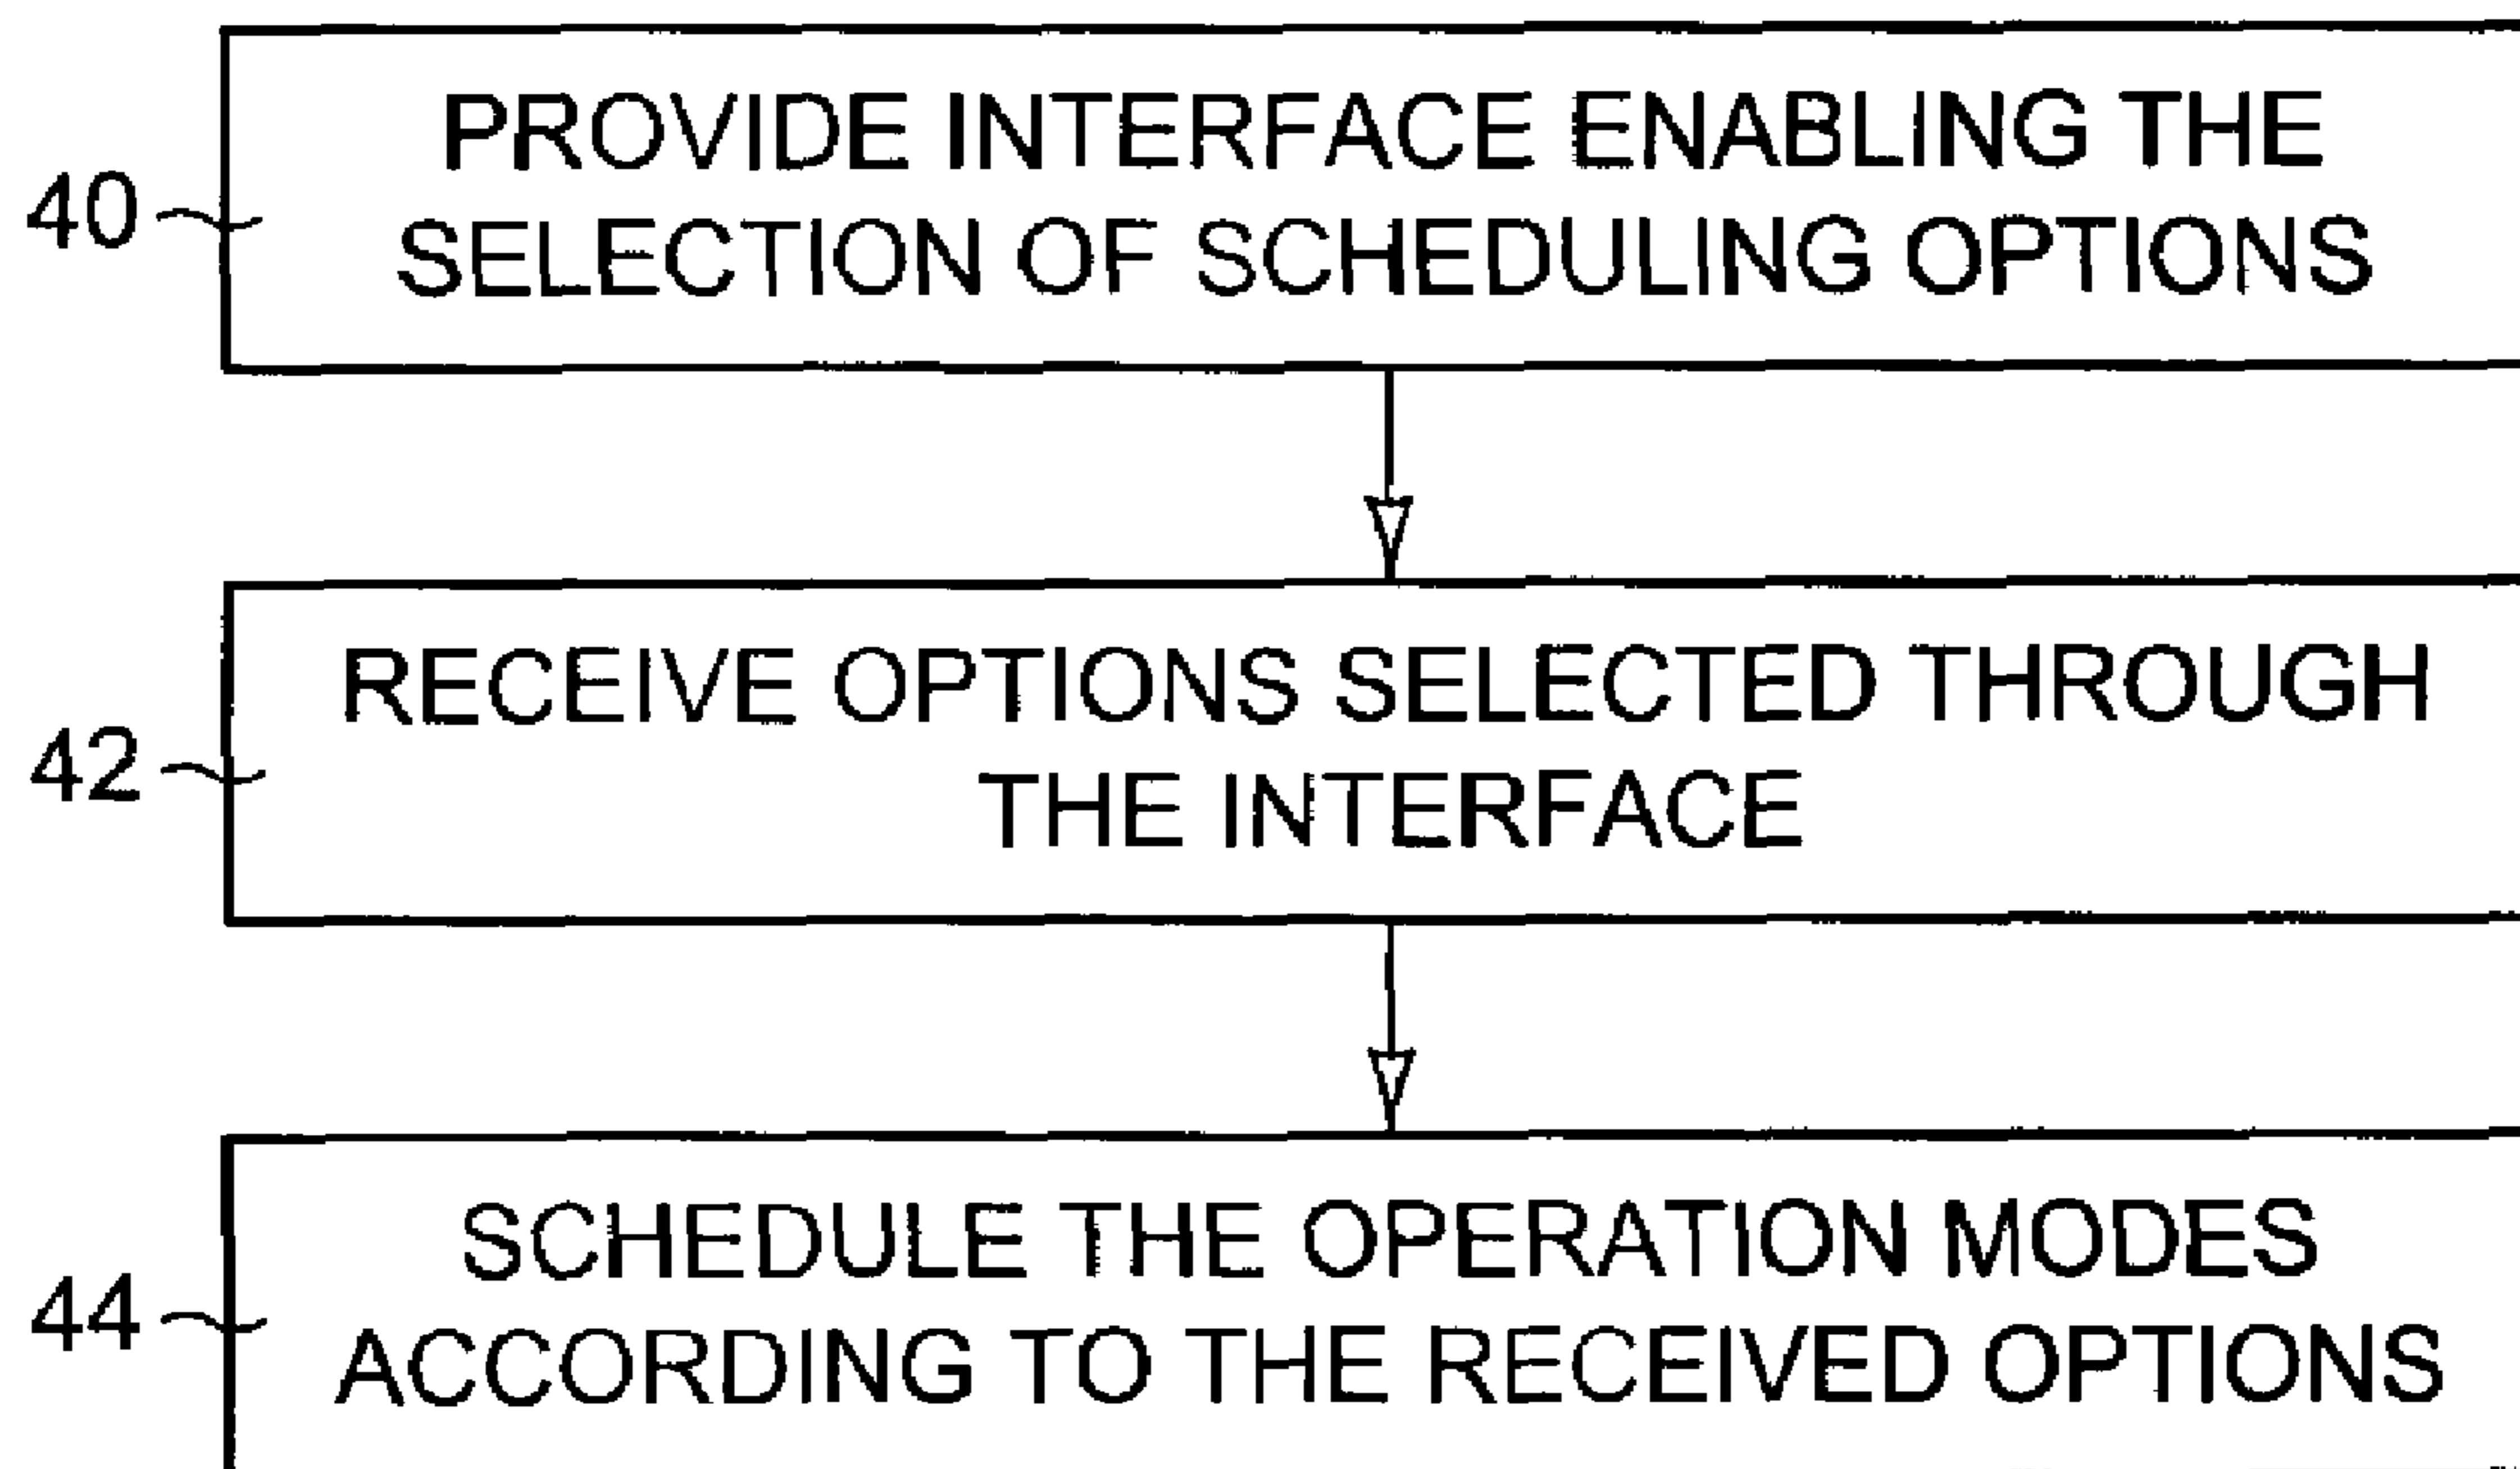 PROVIDE INTERFACE ENABLING THE
40 SELECTION OF SCHEDULING OPTIONS
RECEIVE OPTIONS SELECTED THROUGH
42 THE INTERFACE
SCHEDULE THE OPERATION MODES
44 ACCORDING TO THE RECEIVED OPTIONS